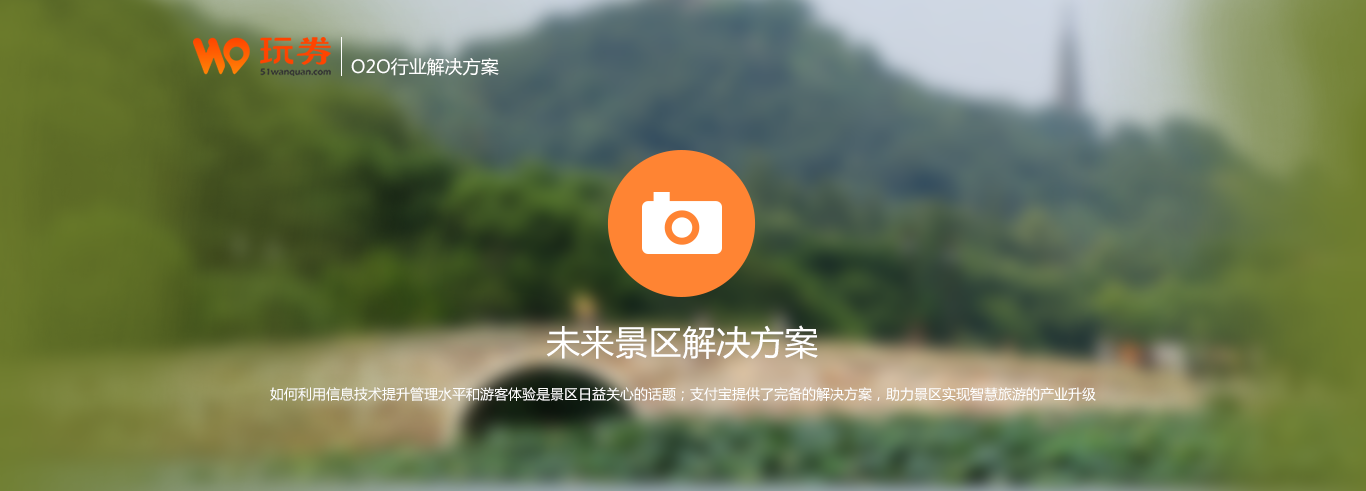 玩券
51wanquan.com
O2O行业解决方案
未来景区解决方案
如何利用信息技术提升管理水平和游客体验是景区日益关心的话题；支付宝提供了完备的解决方案，助力景区实现智慧旅游的产业升级